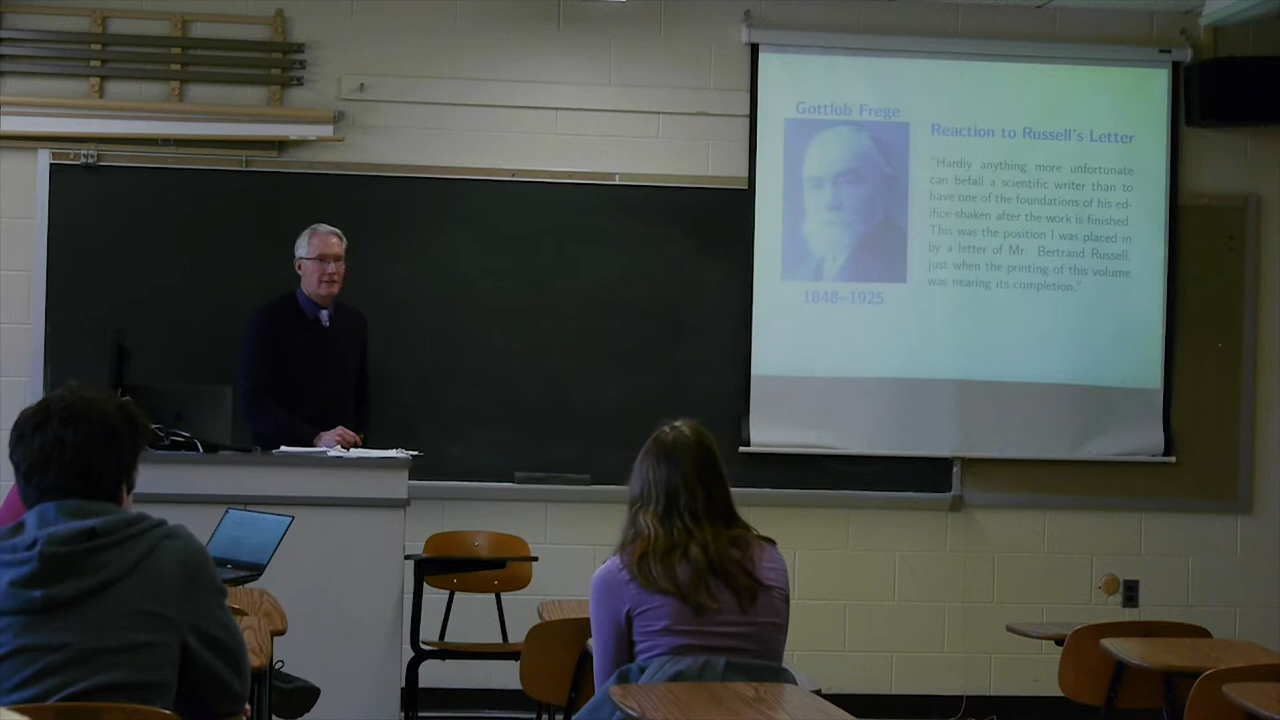 Gottlob Frege
1848–1925
Reaction to Russell's Letter
"Hardly anything more unfortunate
can befall a scientific writer than to
have one of the foundations of his ed-
ifice shaken after the work is finished.
This was the position I was placed in
by a letter of Mr. Bertrand Russell,
just when the printing of this volume
was nearing its completion."